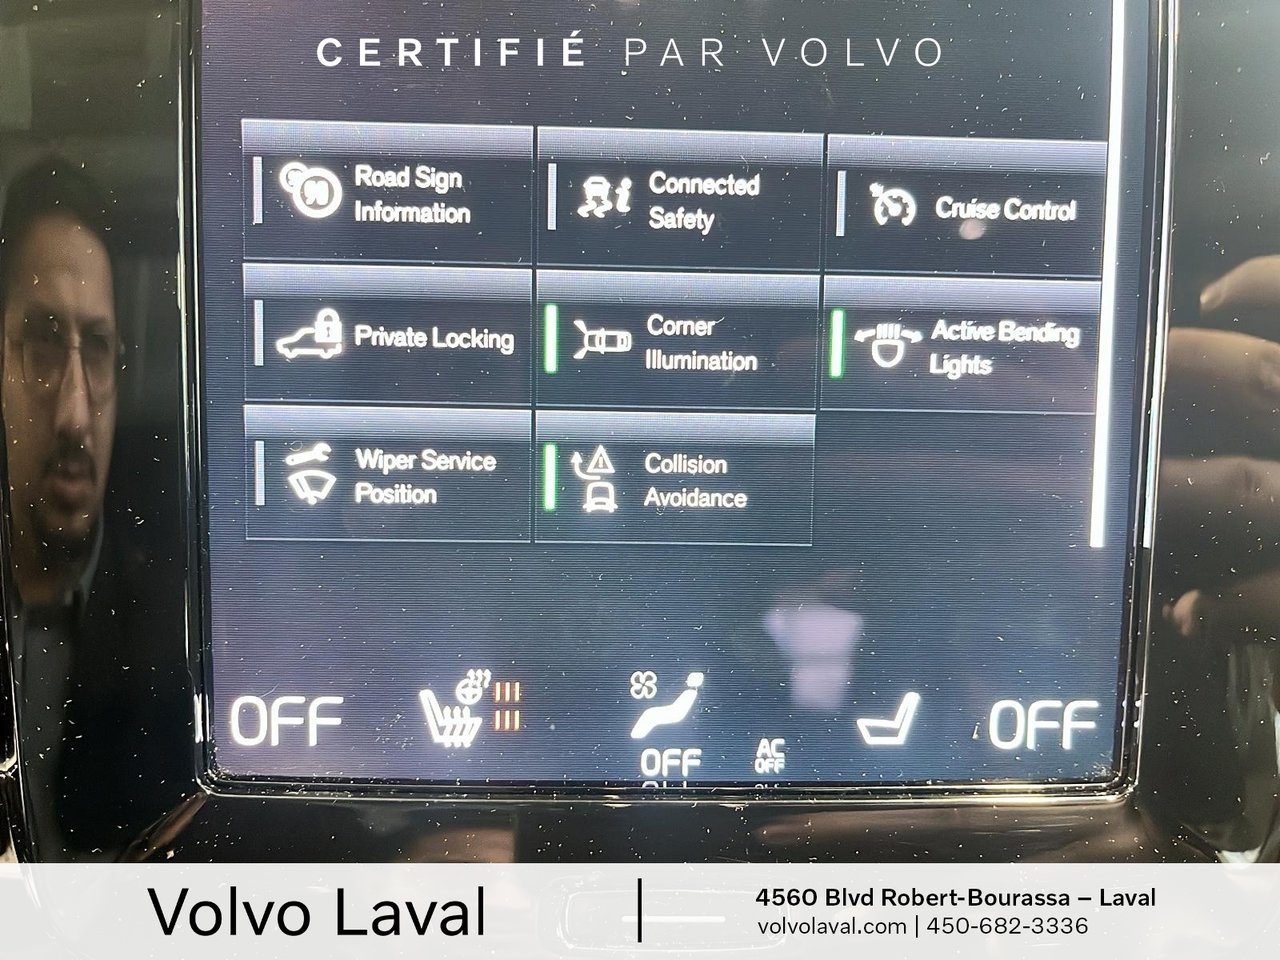 CERTIFIÉ PAR VOLVO
Road Sign
Information
Connected
Safety
Cruise Control
Private Locking
Corner
Illumination
Active Bending
Lights
Wiper Service
Position
Collision
Avoidance
OFF
OFF
AC
OFF
OFF
Volvo Laval
4560 Blvd Robert-Bourassa – Laval
volvolaval.com | 450-682-3336